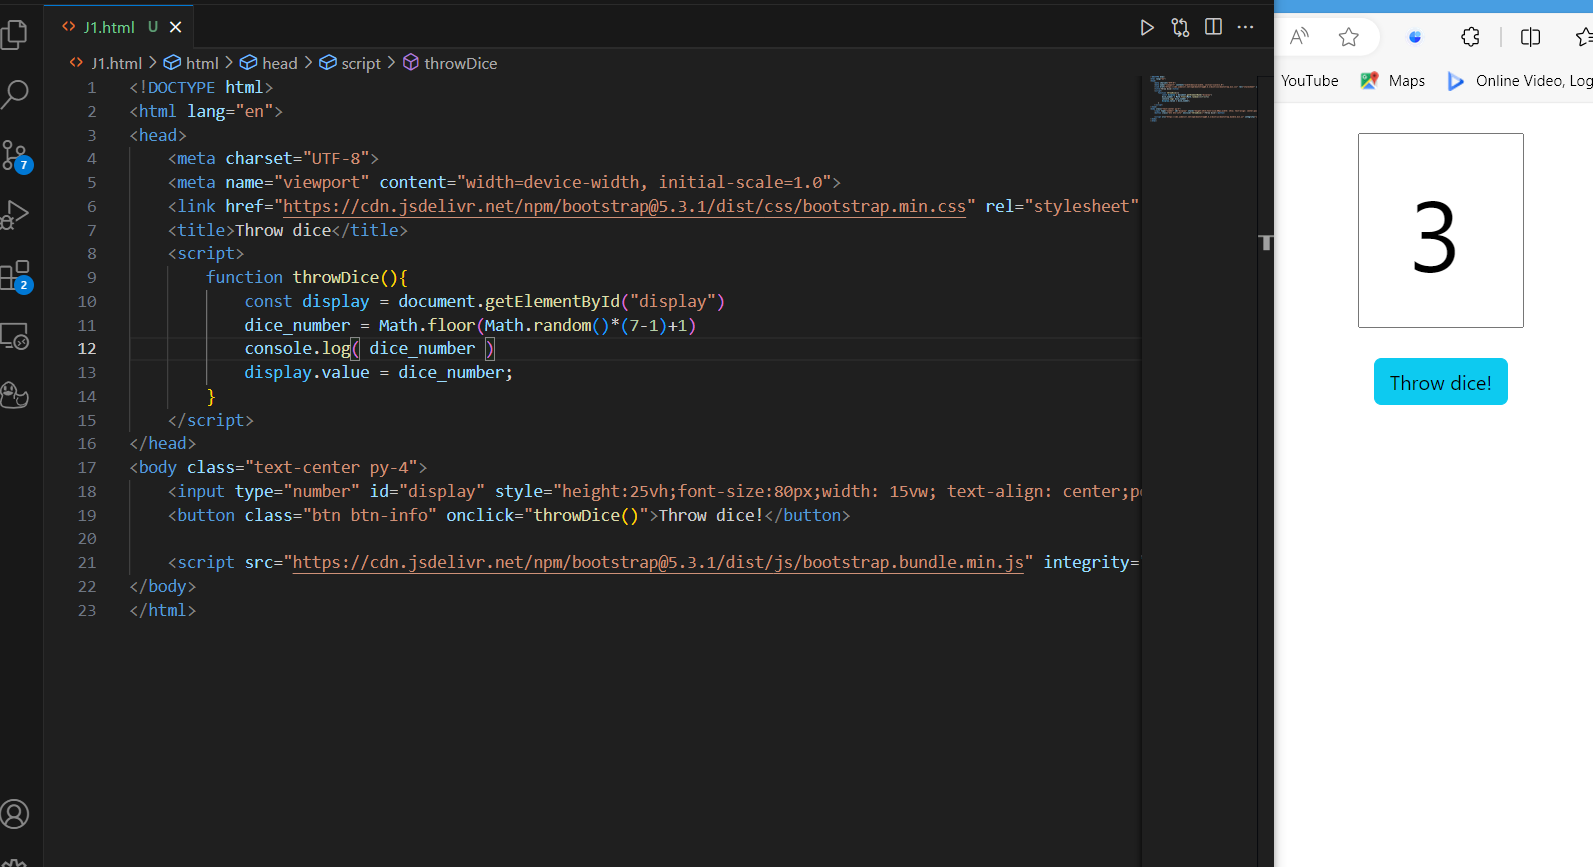 J1.html U
J1.html > html > head > script > throwDice
1 <!DOCTYPE html>
2 <html lang="en">
3 <head>
4 <meta charset="UTF-8">
5 <meta name="viewport" content="width=device-width, initial-scale=1.0">
6 <link href="https://cdn.jsdelivr.net/npm/bootstrap@5.3.1/dist/css/bootstrap.min.css" rel="stylesheet"
7 <title>Throw dice</title>
8 <script>
9 function throwDice(){
10 const display = document.getElementById("display")
11 dice_number = Math.floor(Math.random()*(7-1)+1)
12 console.log( dice_number )
13 display.value = dice_number;
14 }
15 </script>
16 </head>
17 <body class="text-center py-4">
18 <input type="number" id="display" style="height:25vh;font-size:80px;width: 15vw; text-align: center;po
19 <button class="btn btn-info" onclick="throwDice()">Throw dice!</button>
20
21 <script src="https://cdn.jsdelivr.net/npm/bootstrap@5.3.1/dist/js/bootstrap.bundle.min.js" integrity=
22 </body>
23 </html>
7
2
T
YouTube Maps Online Video, Log
3
Throw dice!